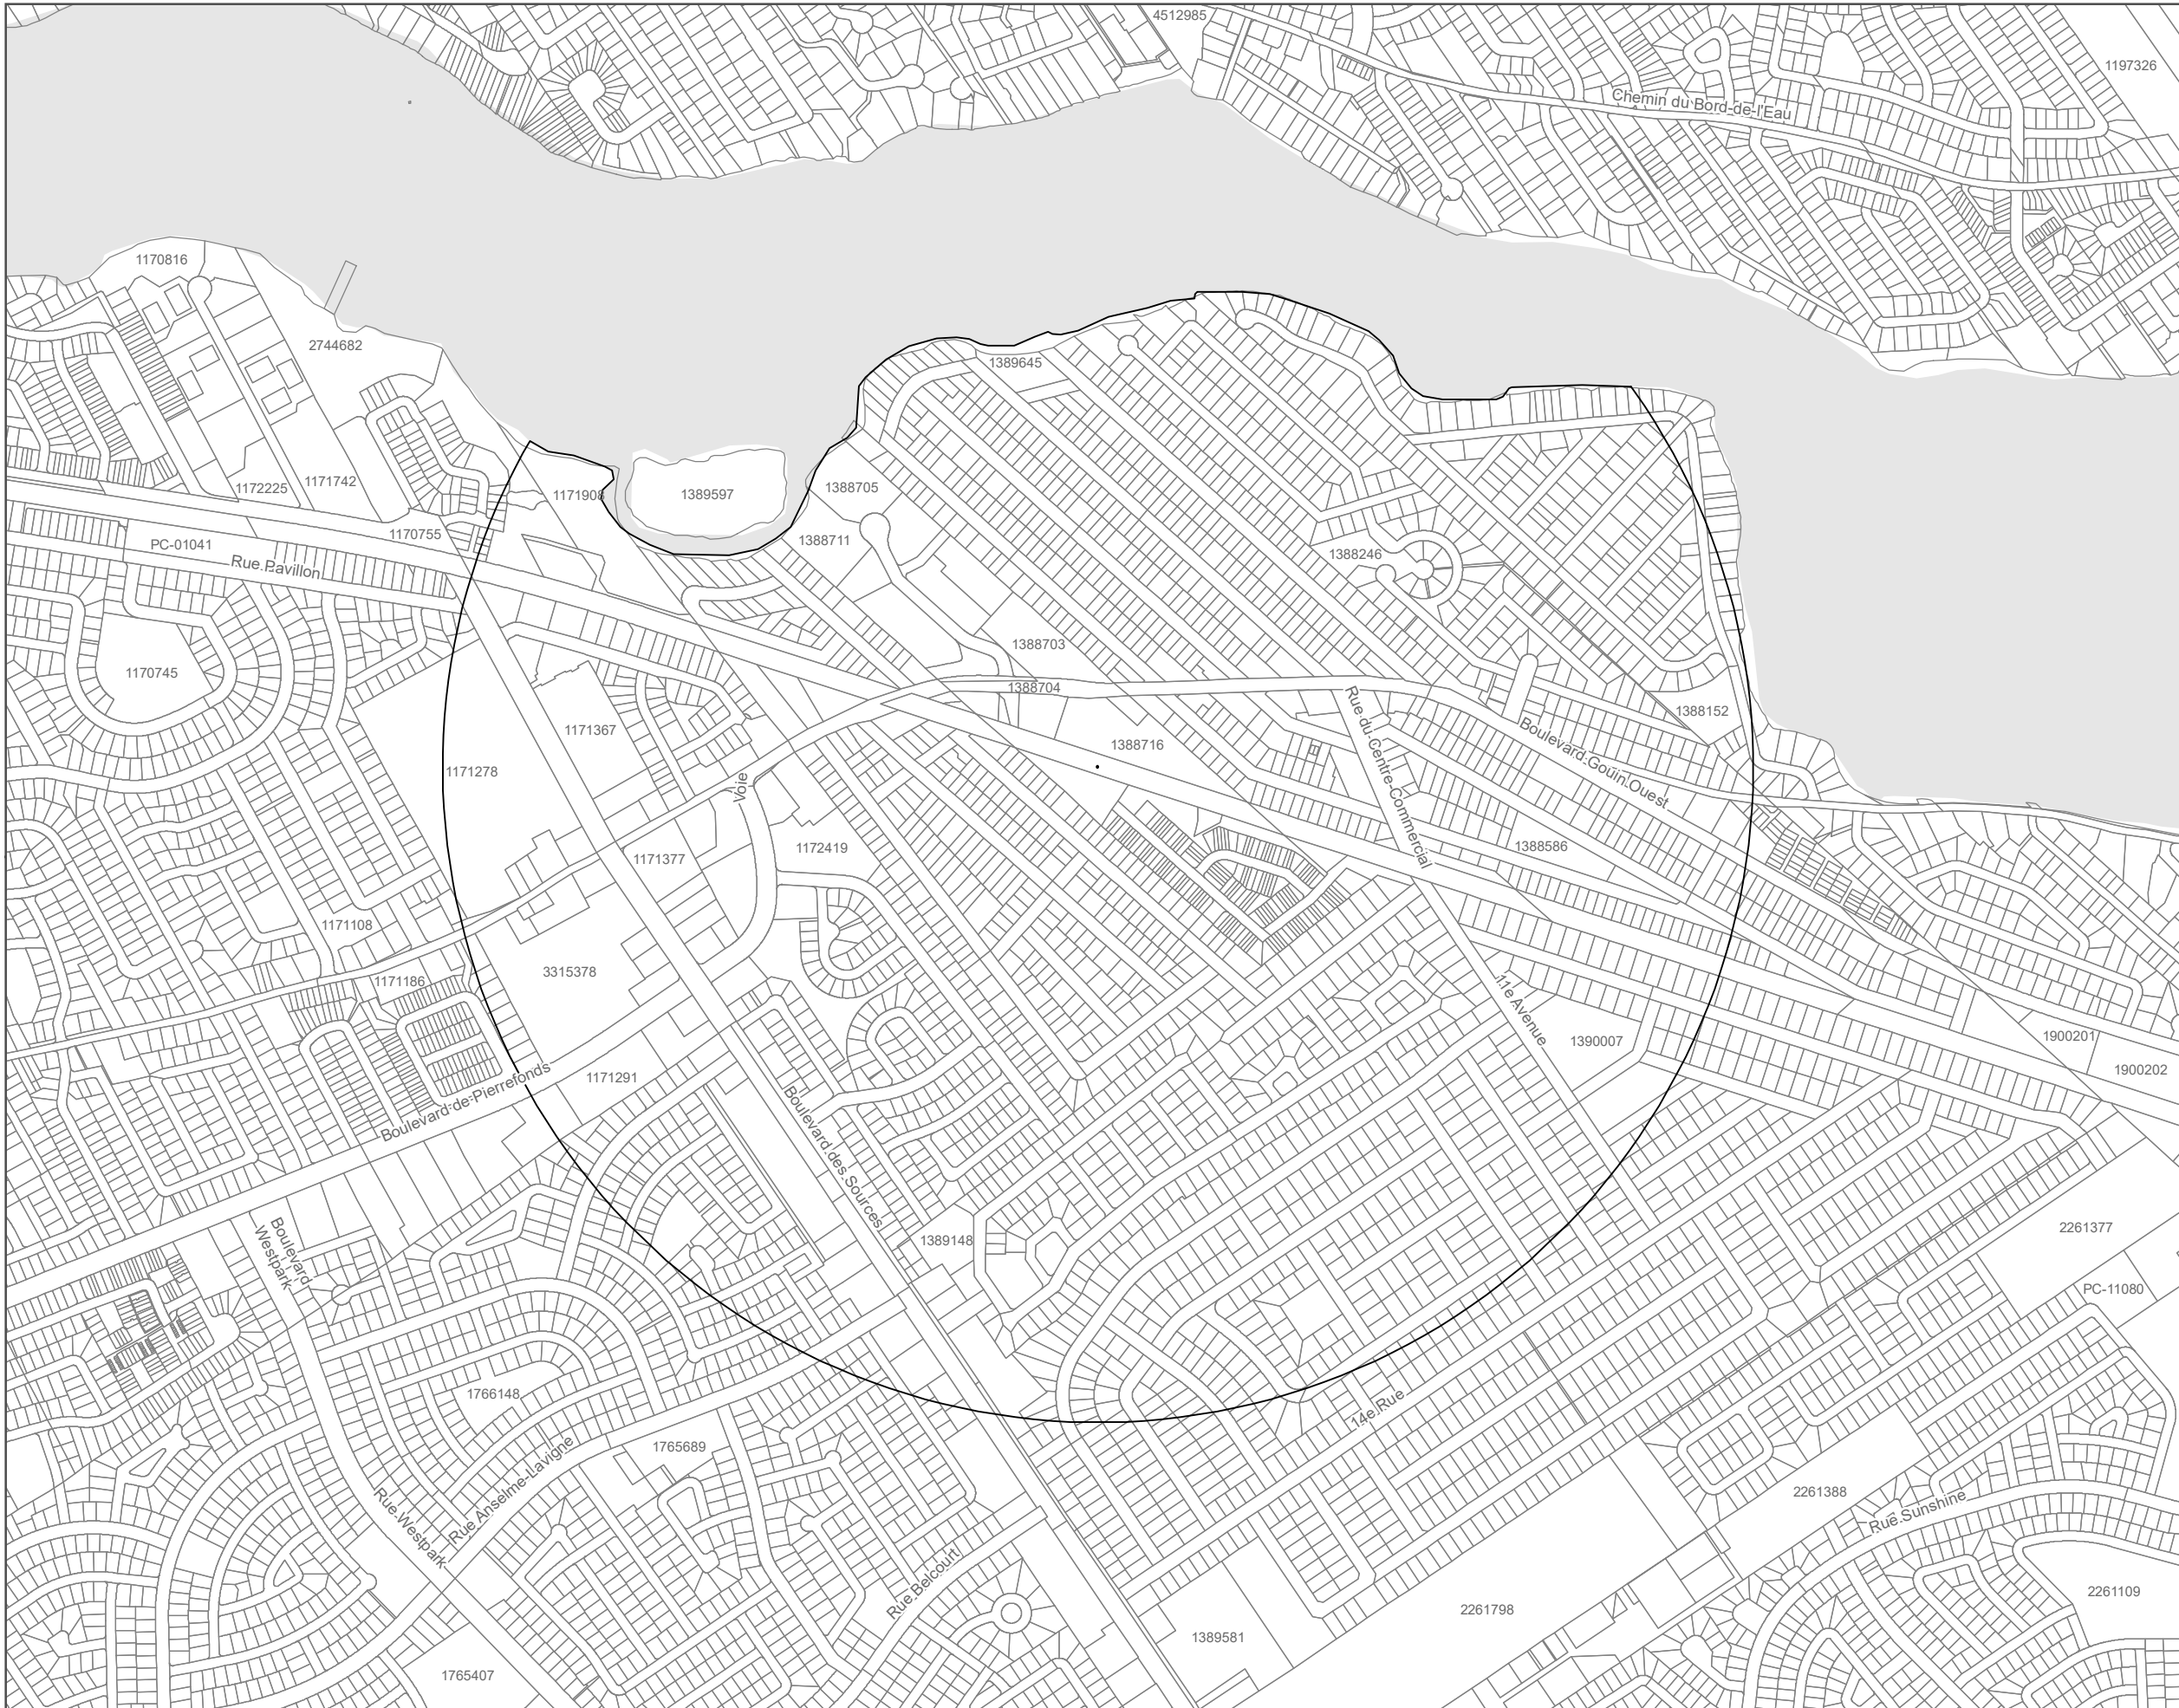 4512985
1197326
Chemin du Bord-de-l'Eau
1170816
2744682
1389645
1172225
1171742
1171908
1389597
1388705
1170755
PC-01041
Rue Pavillon
1388711
1388246
1170745
1388703
1388704
1171367
1388152
1171278
1388716
Rue du Centre-Commercial
Boulevard Gouin Ouest
Voie
1171377
1172419
1388586
1171108
3315378
1171186
11e Avenue
1390007
1900201
1900202
1171291
Boulevard de Pierrefonds
Boulevard des Sources
1389148
2261377
Boulevard
Westpark
PC-11080
1766148
14e Rue
1765689
Rue Anselme-Lavigne
Rue Westpark
2261388
Rue Sunshine
Rue Belcourt
2261109
2261798
1389581
1765407